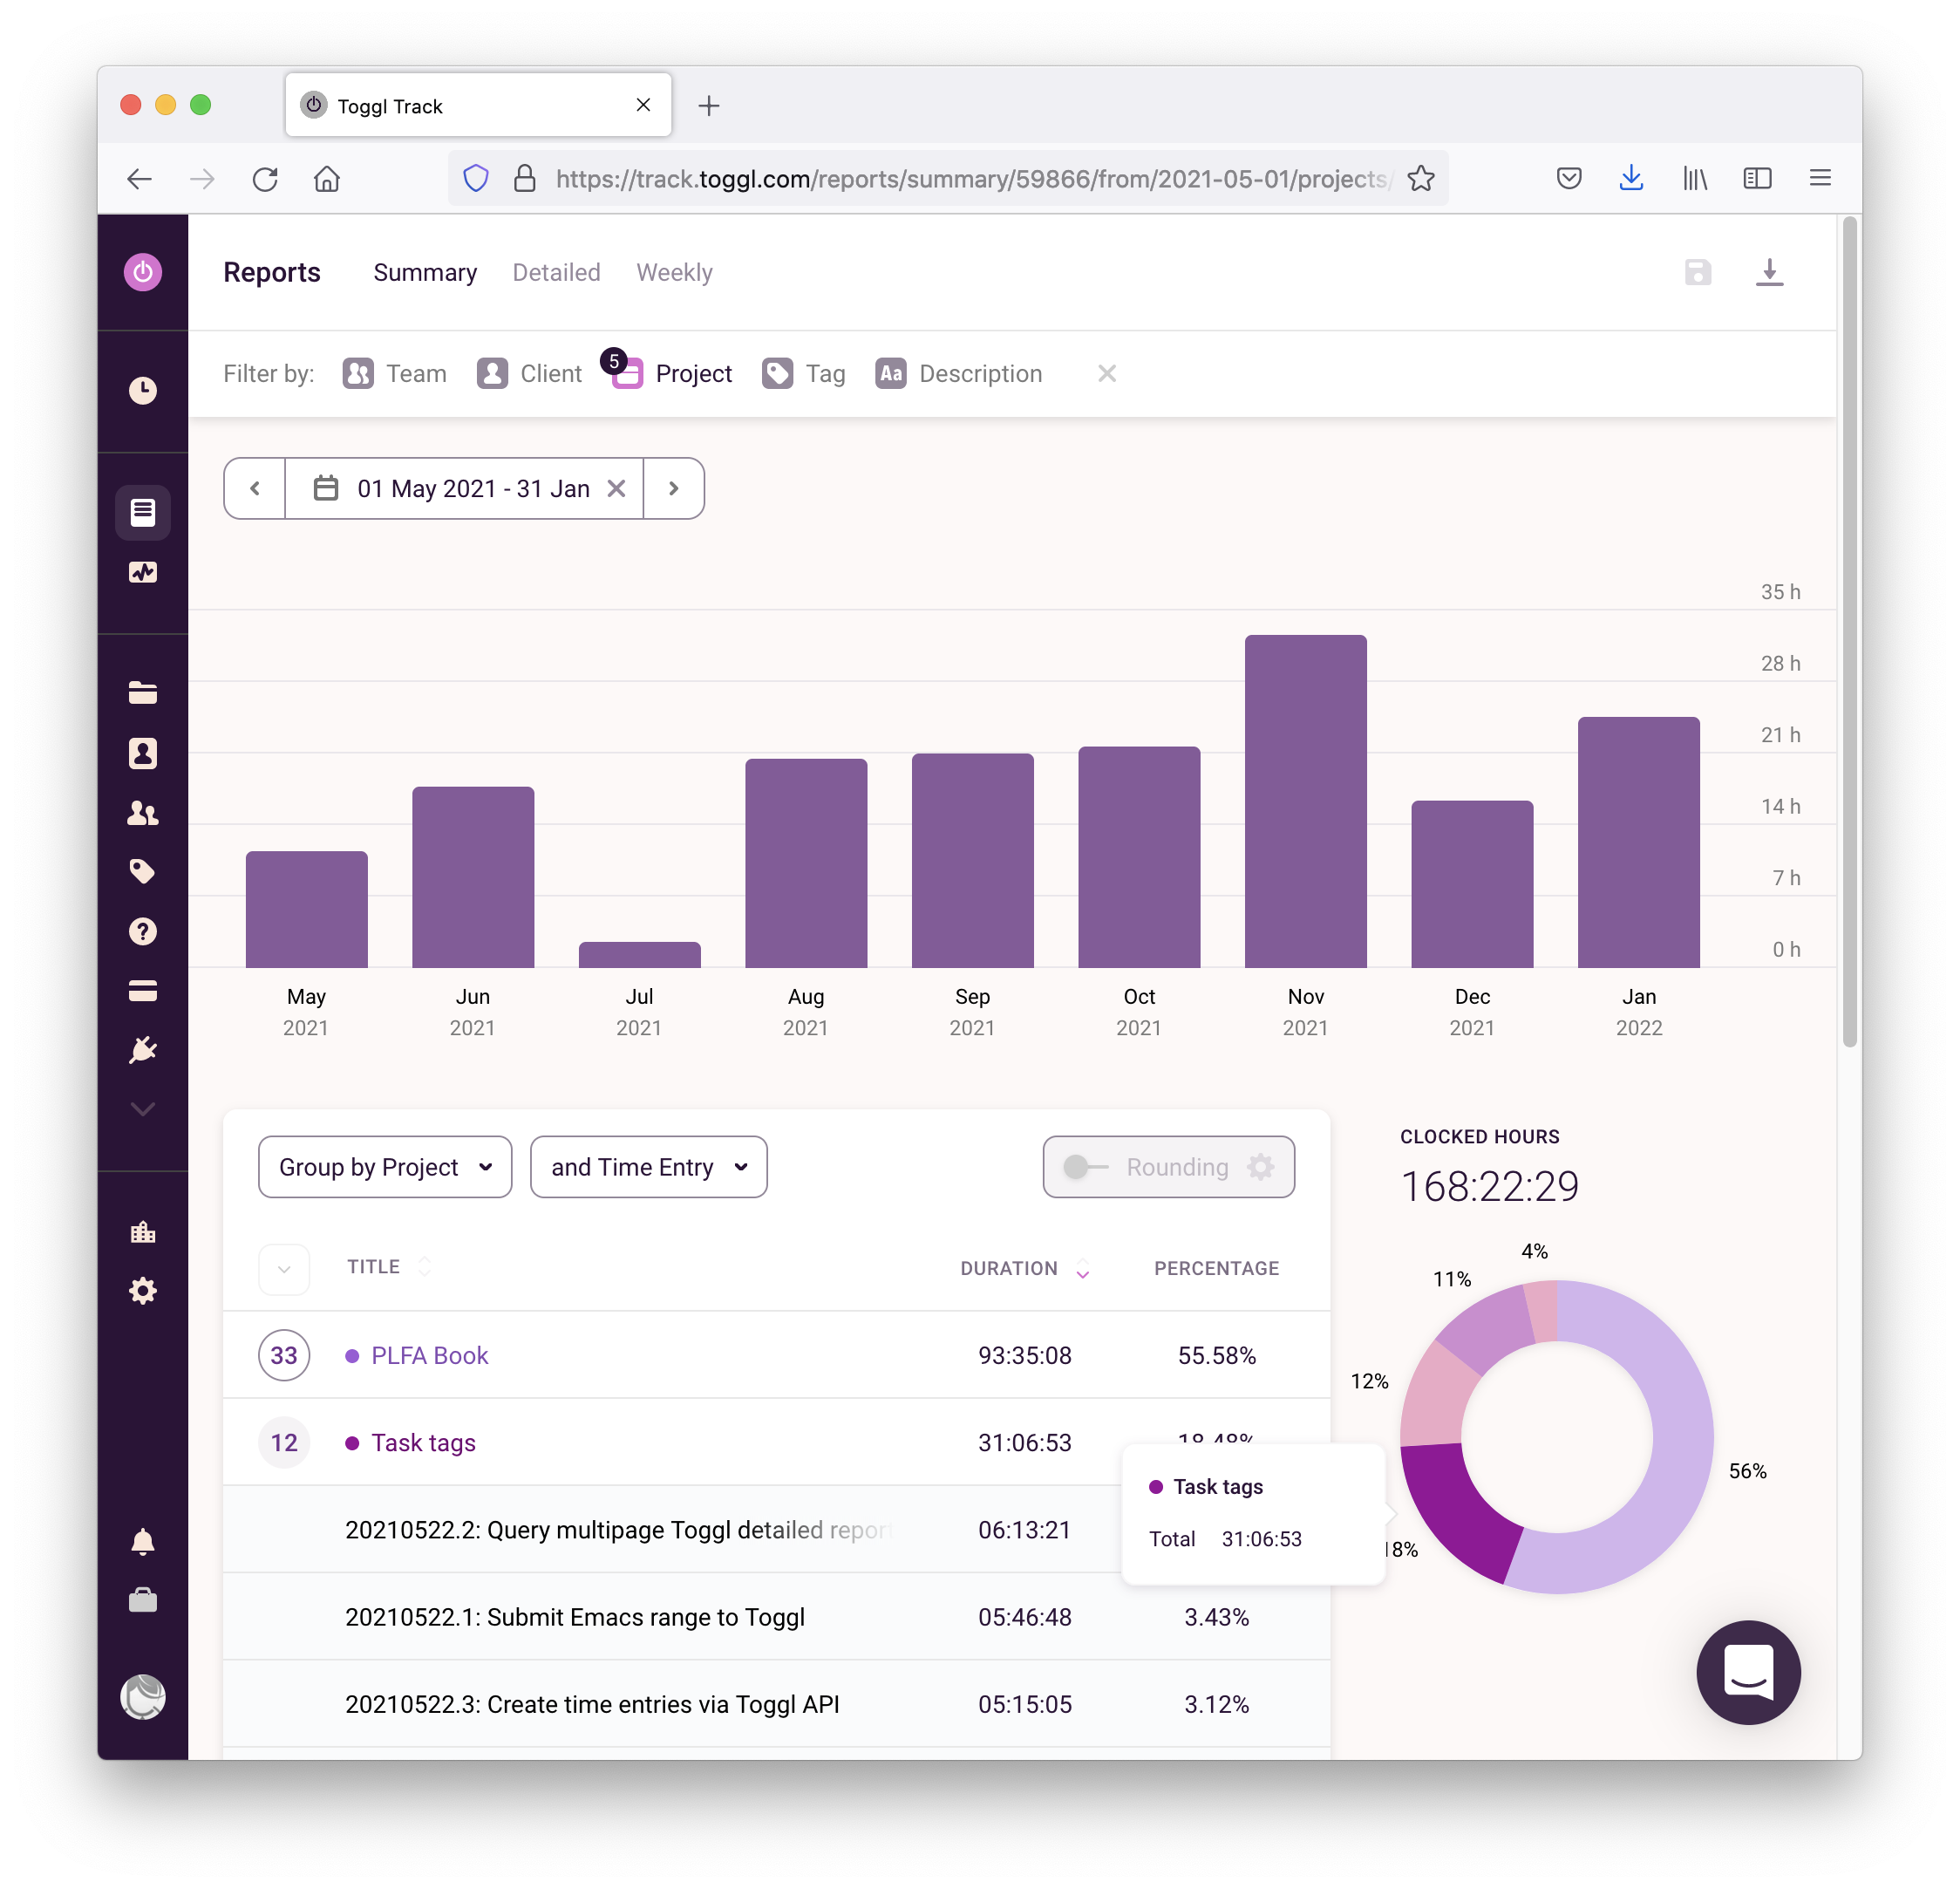 Toggl Track
https://track.toggl.com/reports/summary/59866/from/2021-05-01/projects/
Reports Summary Detailed Weekly
Filter by: Team Client 5 Project Tag Aa Description
01 May 2021 - 31 Jan
35 h
28 h
21 h
14 h
7 h
0 h
May Jun Jul Aug Sep Oct Nov Dec Jan
2021 2021 2021 2021 2021 2021 2021 2021 2022
Group by Project and Time Entry Rounding
TITLE DURATION PERCENTAGE
33 PLFA Book 93:35:08 55.58%
12 Task tags 31:06:53 18.48%
20210522.2: Query multipage Toggl detailed report 06:13:21
20210522.1: Submit Emacs range to Toggl 05:46:48 3.43%
20210522.3: Create time entries via Toggl API 05:15:05 3.12%
Task tags
Total 31:06:53
CLOCKED HOURS
168:22:29
4%
11%
12%
56%
18%